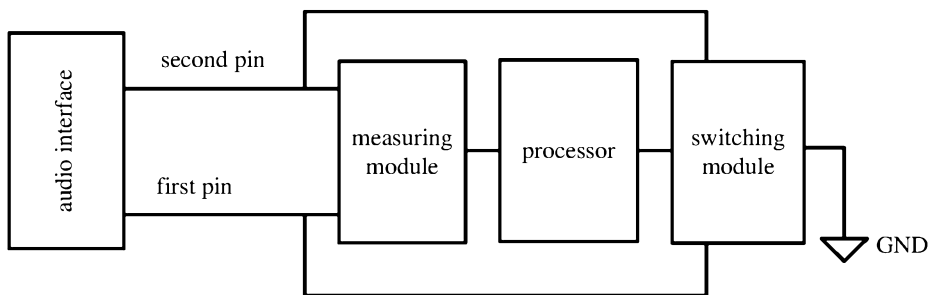 audio interface
second pin
first pin
measuring
module
processor
switching
module
GND